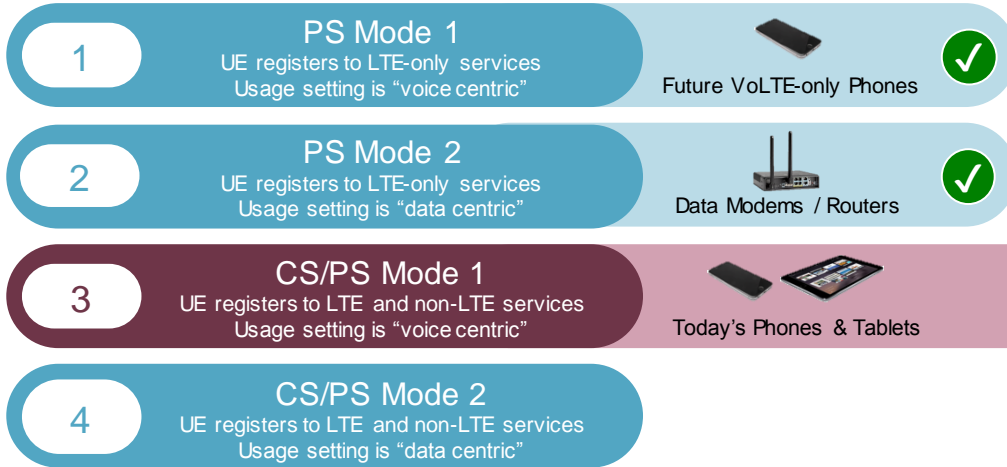 1
PS Mode 1
UE registers to LTE-only services
Usage setting is “voice centric”
Future VoLTE-only Phones
2
PS Mode 2
UE registers to LTE-only services
Usage setting is “data centric”
Data Modems / Routers
3
CS/PS Mode 1
UE registers to LTE and non-LTE services
Usage setting is “voice centric”
Today’s Phones & Tablets
4
CS/PS Mode 2
UE registers to LTE and non-LTE services
Usage setting is “data centric”